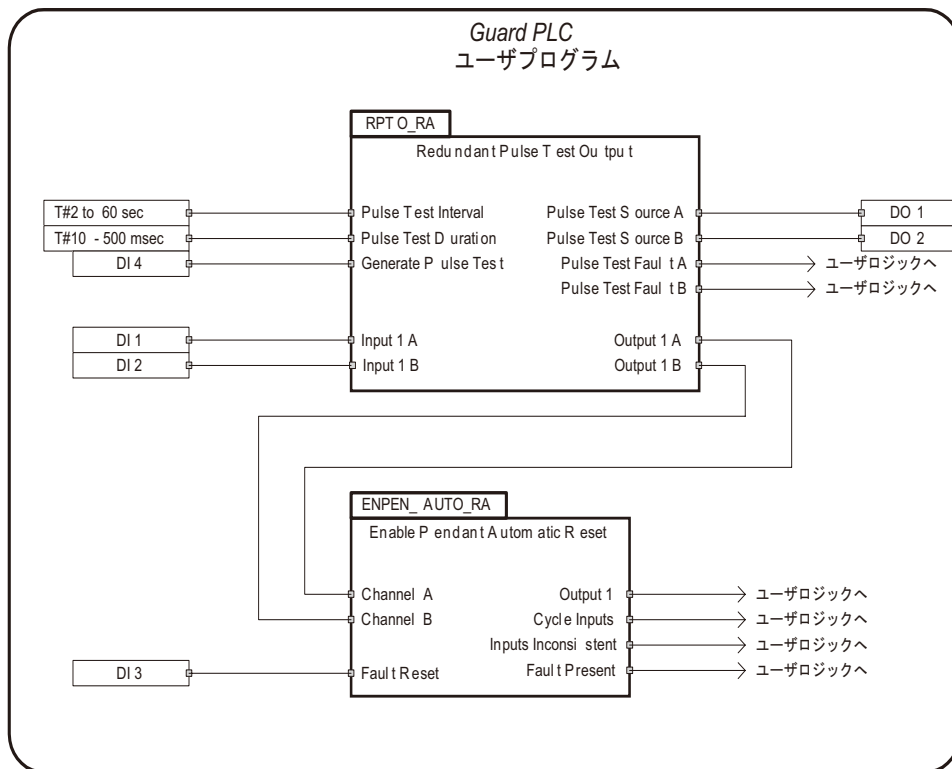 Guard PLC
ユーザプログラム
RPTO_RA
Redundant Pulse Test Output
T#2 to 60 sec
Pulse Test Interval
Pulse Test Source A
DO 1
T#10 - 500 msec
Pulse Test Duration
Pulse Test Source B
DO 2
DI 4
Generate Pulse Test
Pulse Test Fault A
ユーザロジックへ
Pulse Test Fault B
ユーザロジックへ
DI 1
Input 1 A
Output 1 A
DI 2
Input 1 B
Output 1 B
ENPEN_AUTO_RA
Enable Pendant Automatic Reset
Channel A
Output 1
ユーザロジックへ
Channel B
Cycle Inputs
ユーザロジックへ
Inputs Inconsistent
ユーザロジックへ
DI 3
Fault Reset
Fault Present
ユーザロジックへ